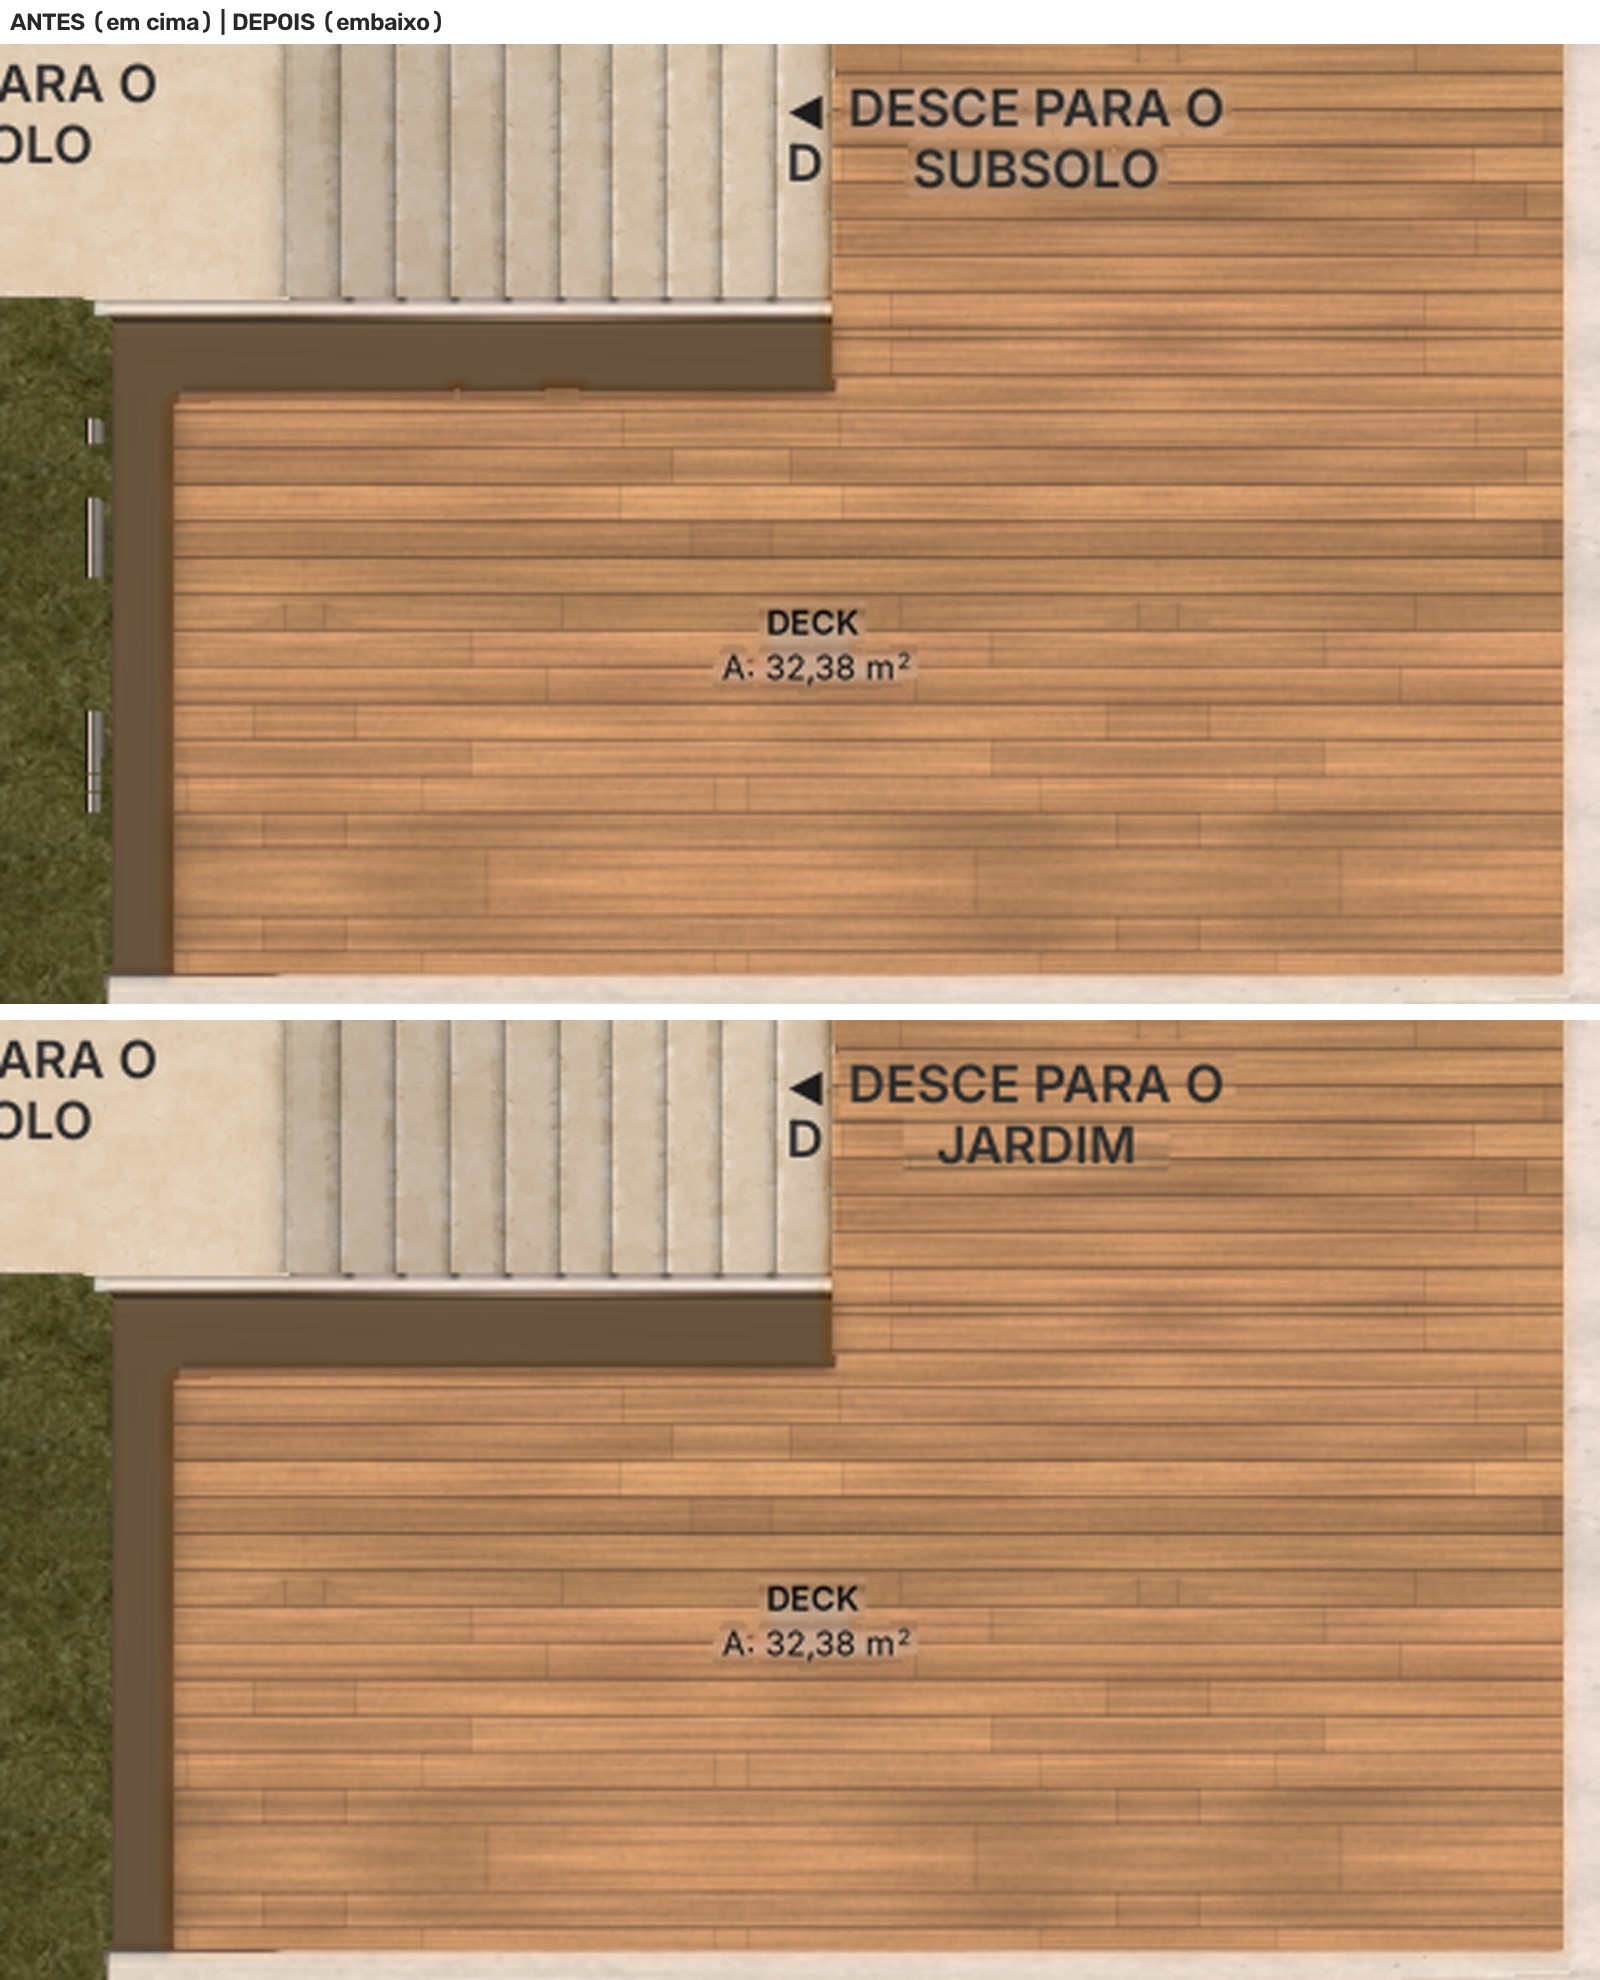 ANTES (em cima) | DEPOIS (embaixo)
ARA O
OLO
◀ DESCE PARA O
D SUBSOLO
DECK
A: 32,38 m²
ARA O
OLO
◀ DESCE PARA O
D JARDIM
DECK
A: 32,38 m²